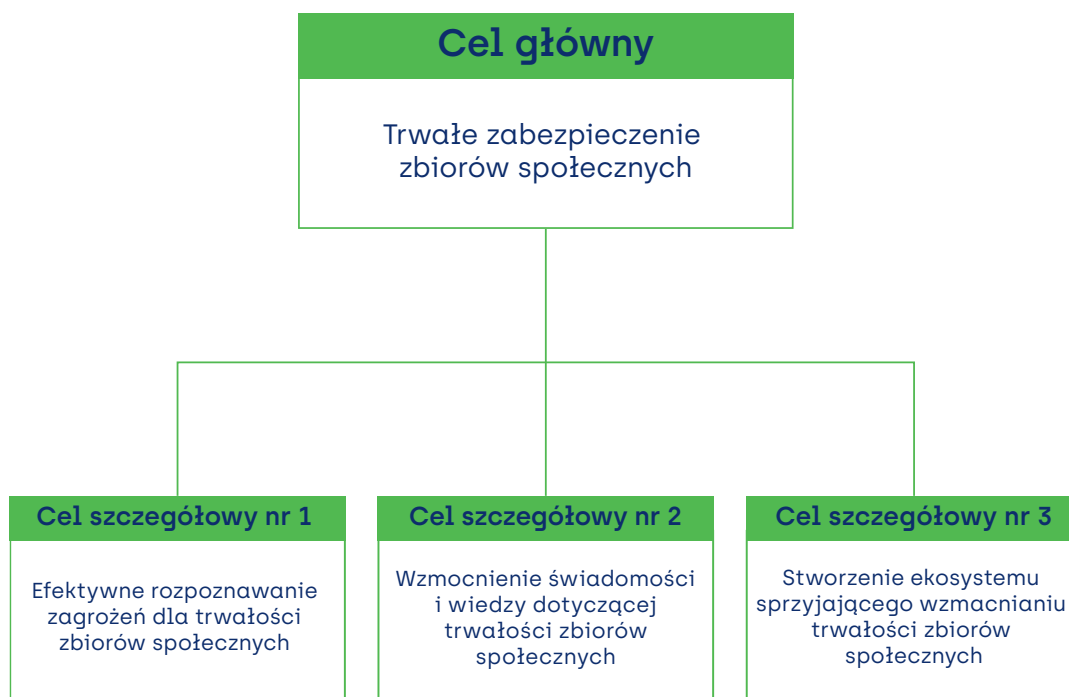 Cel główny
Trwałe zabezpieczenie
zbiorów społecznych
Cel szczegółowy nr 1
Efektywne rozpoznawanie
zagrożeń dla trwałości
zbiorów społecznych
Cel szczegółowy nr 2
Wzmocnienie świadomości
i wiedzy dotyczącej
trwałości zbiorów
społecznych
Cel szczegółowy nr 3
Stworzenie ekosystemu
sprzyjającego wzmacnianiu
trwałości zbiorów
społecznych